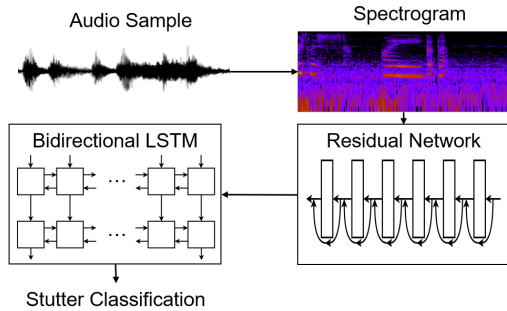 Audio Sample
Spectrogram
Bidirectional LSTM
Residual Network
Stutter Classification